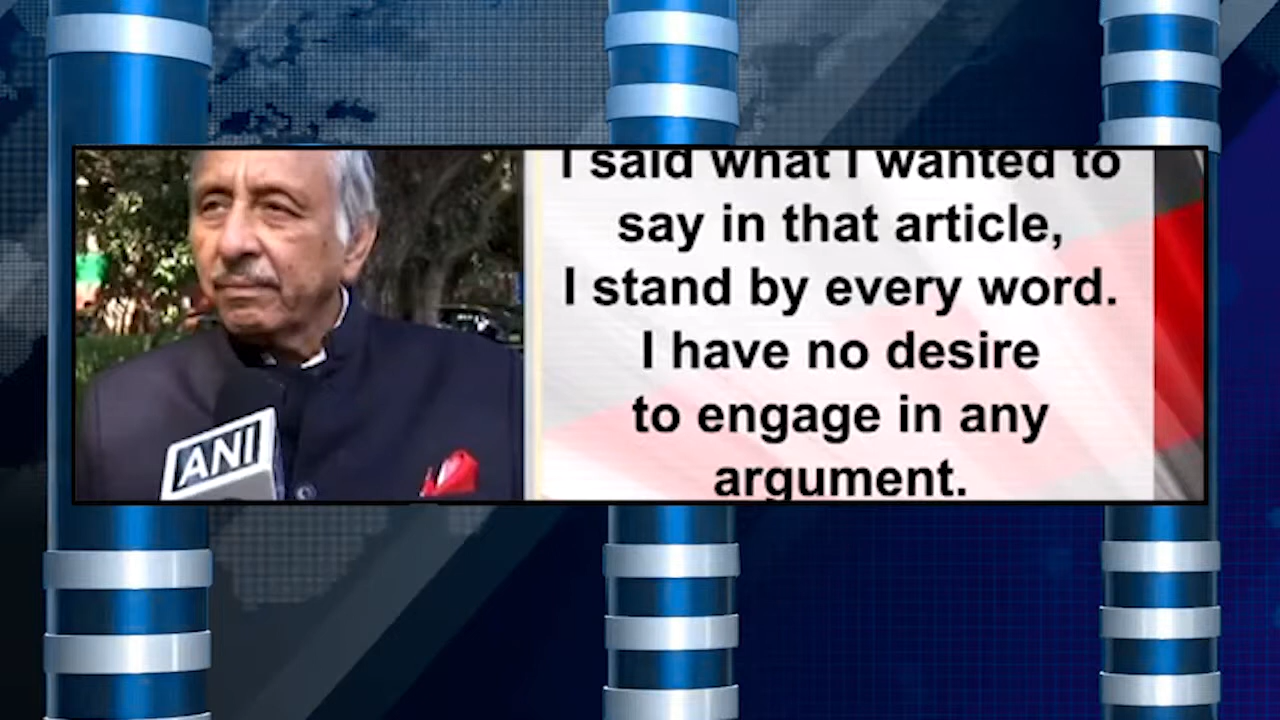 I said what I wanted to
say in that article,
I stand by every word.
I have no desire
to engage in any
argument.
ANI